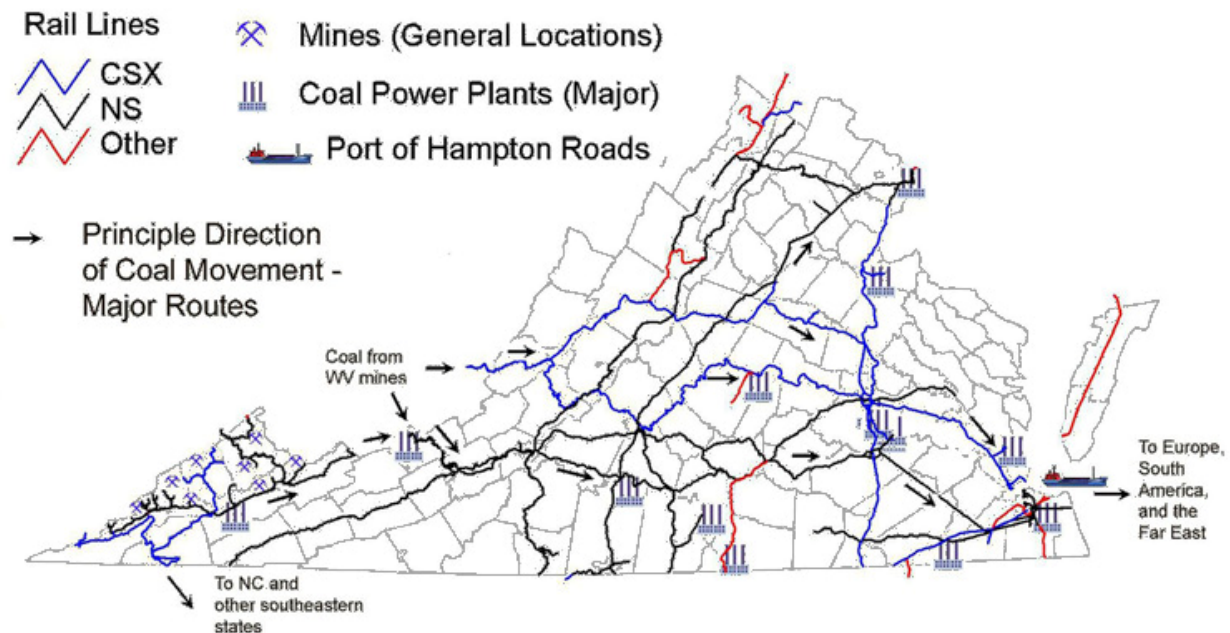 Rail Lines
CSX
NS
Other
Mines (General Locations)
Coal Power Plants (Major)
Port of Hampton Roads
Principle Direction
of Coal Movement -
Major Routes
Coal from
WV mines
To NC and
other southeastern
states
To Europe,
South
America,
and the
Far East